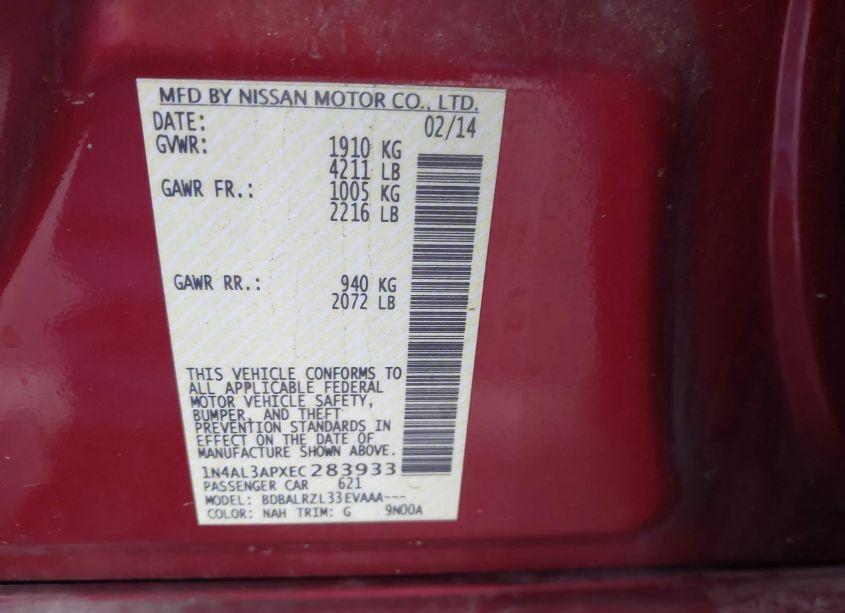 MFD BY NISSAN MOTOR CO., LTD.
DATE: 02/14
GVWR: 1910 KG
4211 LB
GAWR FR.: 1005 KG
2216 LB
GAWR RR.: 940 KG
2072 LB
THIS VEHICLE CONFORMS TO
ALL APPLICABLE FEDERAL
MOTOR VEHICLE SAFETY,
BUMPER, AND THEFT
PREVENTION STANDARDS IN
EFFECT ON THE DATE OF
MANUFACTURE SHOWN ABOVE.
1N4AL3APXEC283933
PASSENGER CAR 621
MODEL: BDBALRZL33EVAAA---
COLOR: NAH TRIM: G 9N00A